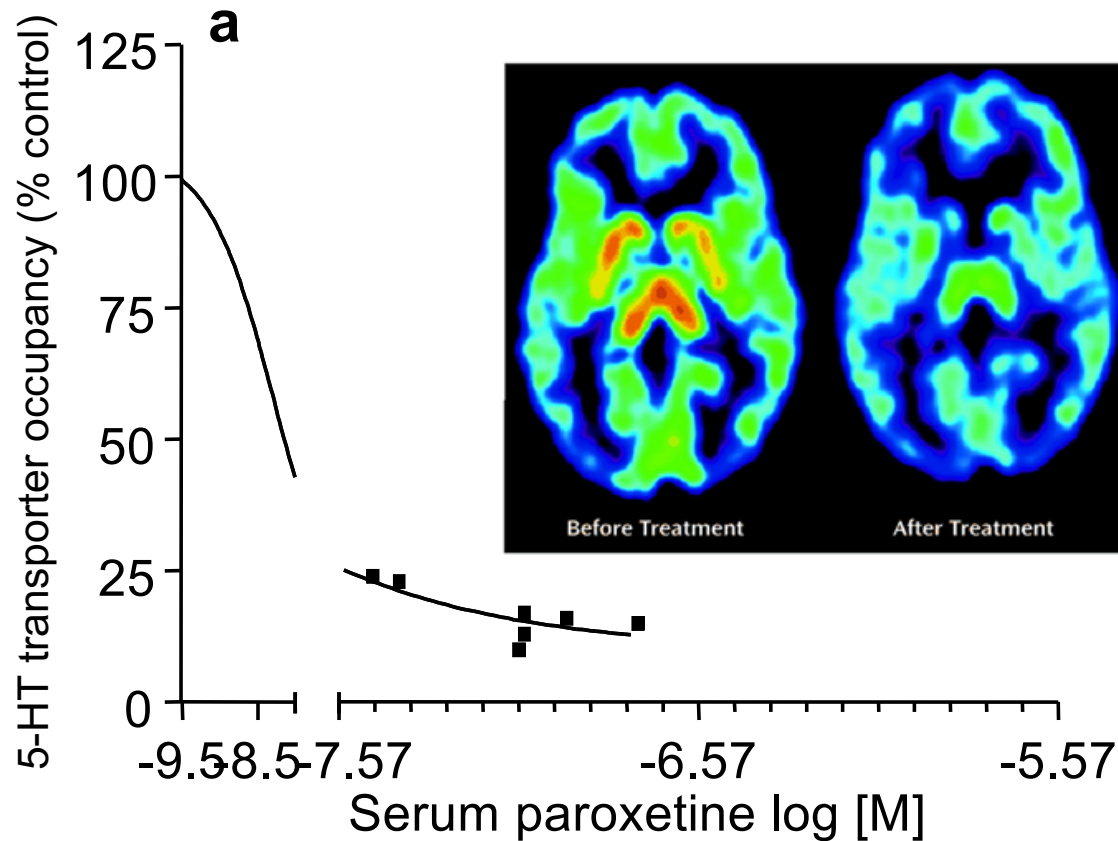 a
125
100
75
50
25
0
5-HT transporter occupancy (% control)
Before Treatment
After Treatment
-9.5
-8.5
-7.57
-6.57
-5.57
Serum paroxetine log [M]